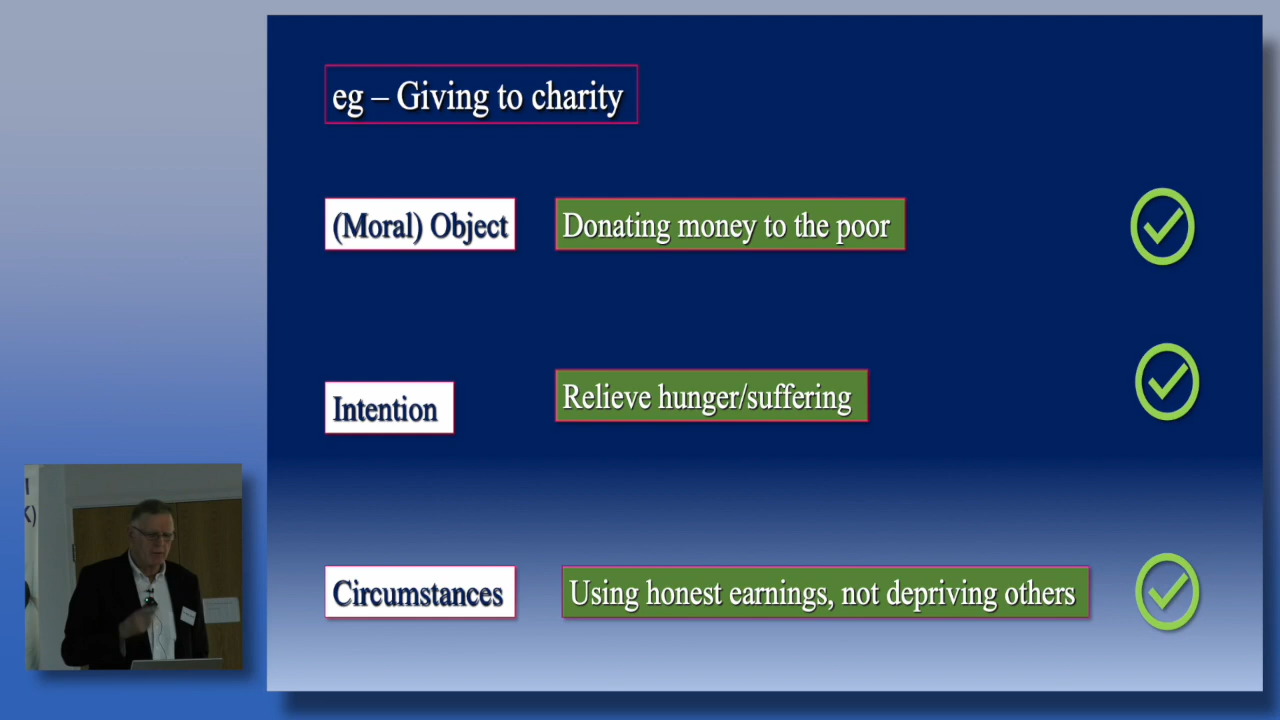 eg – Giving to charity
(Moral) Object
Donating money to the poor
Intention
Relieve hunger/suffering
Circumstances
Using honest earnings, not depriving others